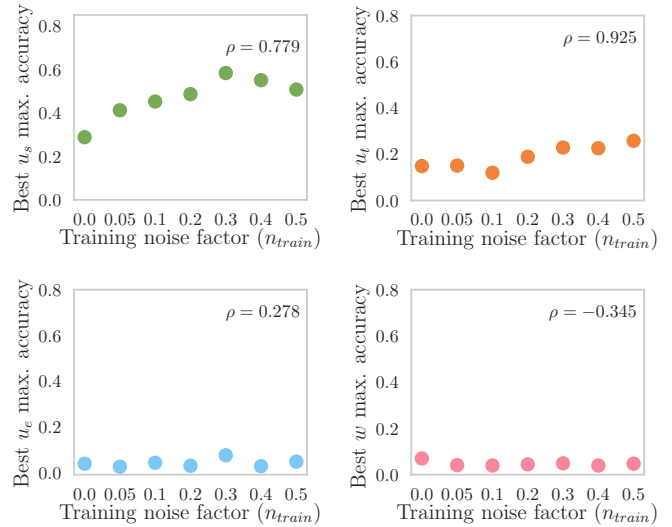 Best u_s max. accuracy
0.8
0.6
0.4
0.2
0.0
ρ = 0.779
0.0 0.05 0.1 0.2 0.3 0.4 0.5
Training noise factor (n_train)
Best u_t max. accuracy
0.8
0.6
0.4
0.2
0.0
ρ = 0.925
0.0 0.05 0.1 0.2 0.3 0.4 0.5
Training noise factor (n_train)
Best u_e max. accuracy
0.8
0.6
0.4
0.2
0.0
ρ = 0.278
0.0 0.05 0.1 0.2 0.3 0.4 0.5
Training noise factor (n_train)
Best w max. accuracy
0.8
0.6
0.4
0.2
0.0
ρ = −0.345
0.0 0.05 0.1 0.2 0.3 0.4 0.5
Training noise factor (n_train)